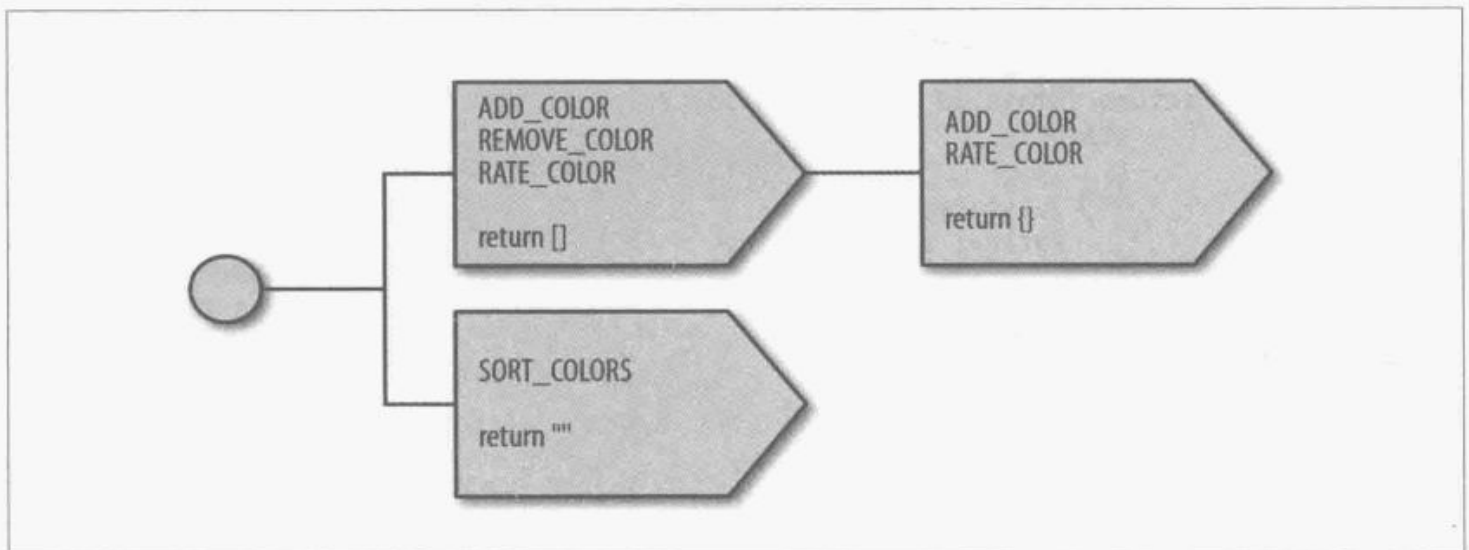 ADD_COLOR
REMOVE_COLOR
RATE_COLOR
return []
ADD_COLOR
RATE_COLOR
return {}
SORT_COLORS
return ""